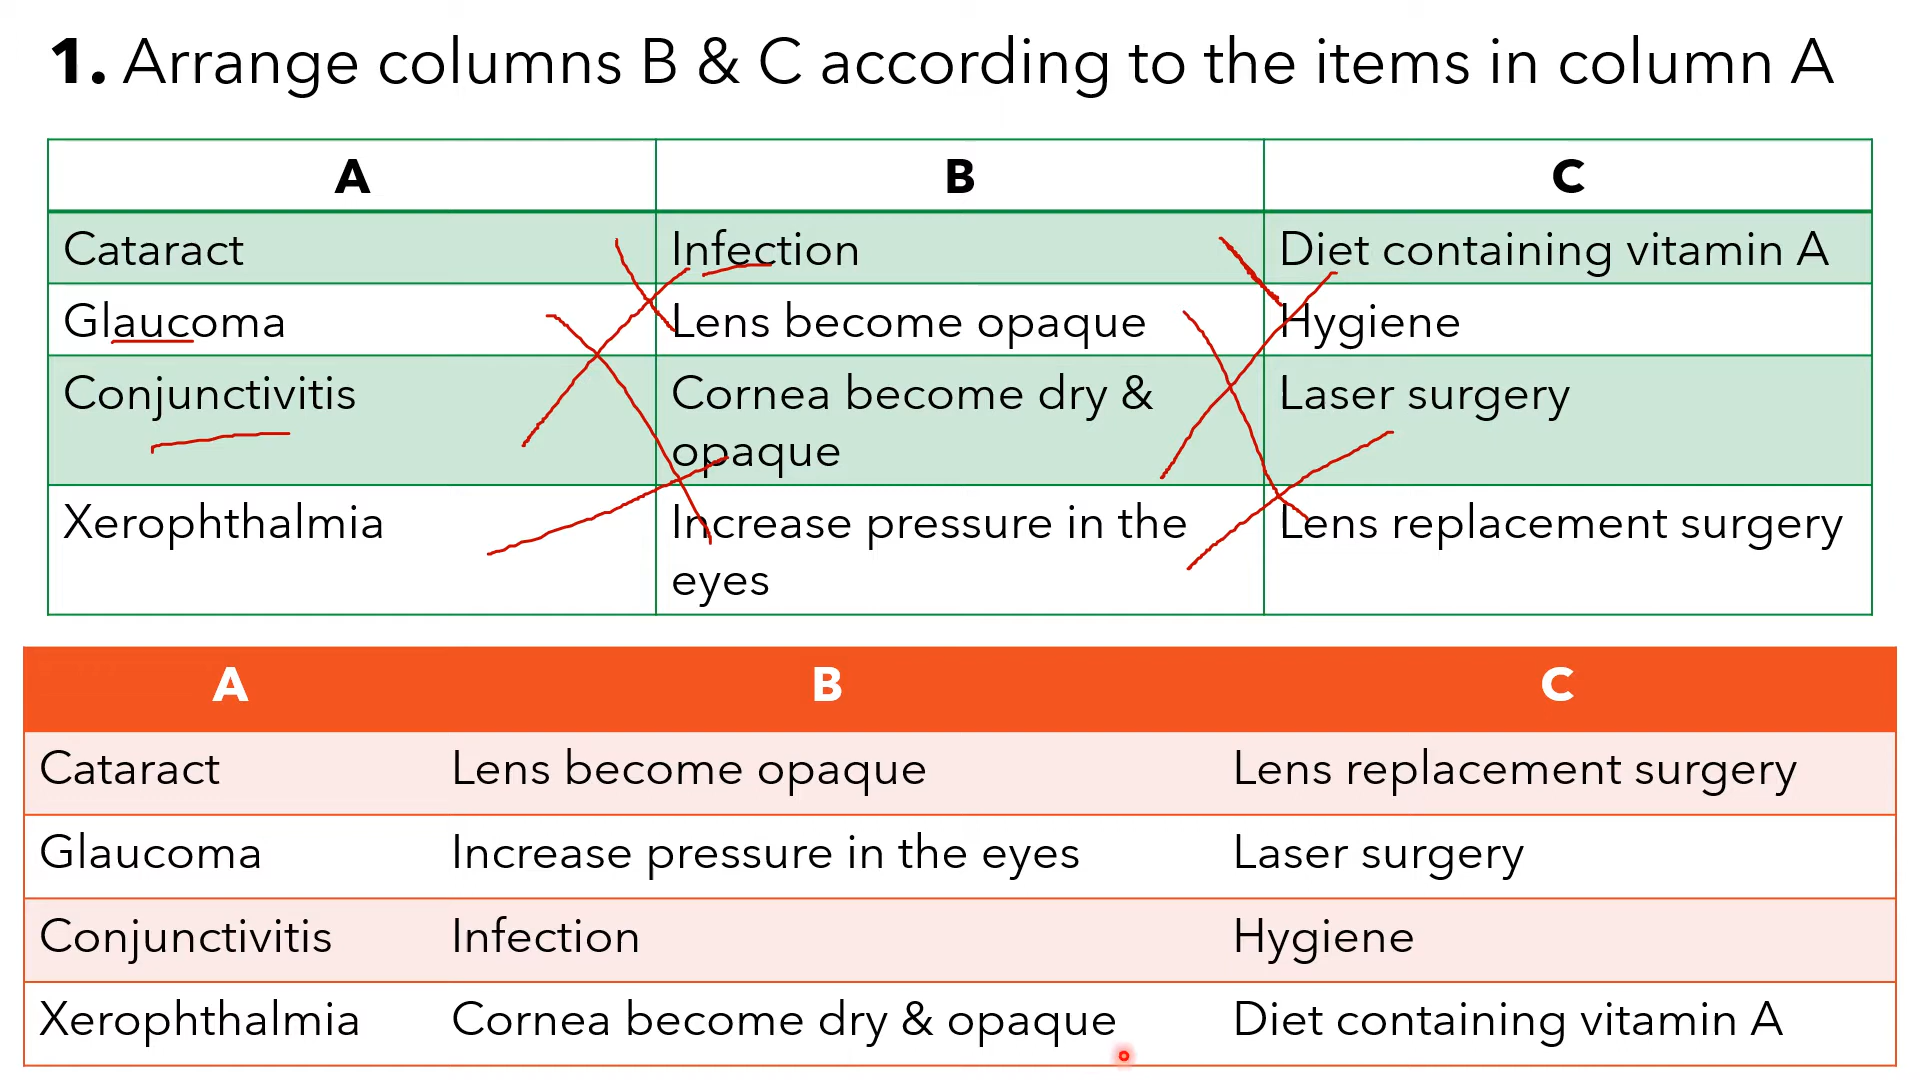 1. Arrange columns B & C according to the items in column A
A B C
Cataract Infection Diet containing vitamin A
Glaucoma Lens become opaque Hygiene
Conjunctivitis Cornea become dry & Laser surgery
opaque
Xerophthalmia Increase pressure in the Lens replacement surgery
eyes
A B C
Cataract Lens become opaque Lens replacement surgery
Glaucoma Increase pressure in the eyes Laser surgery
Conjunctivitis Infection Hygiene
Xerophthalmia Cornea become dry & opaque Diet containing vitamin A